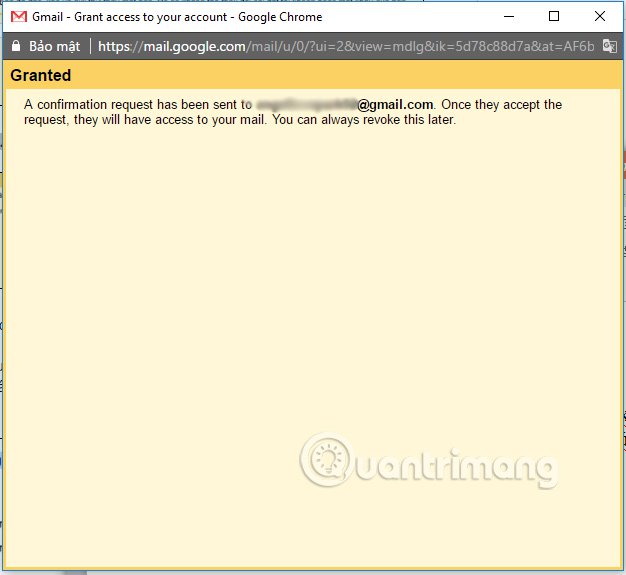 Gmail - Grant access to your account - Google Chrome
Bảo mật | https://mail.google.com/mail/u/0/?ui=2&view=mdlg&ik=5d78c88d7a&at=AF6b
Granted
A confirmation request has been sent to @gmail.com. Once they accept the
request, they will have access to your mail. You can always revoke this later.
Quantrimang